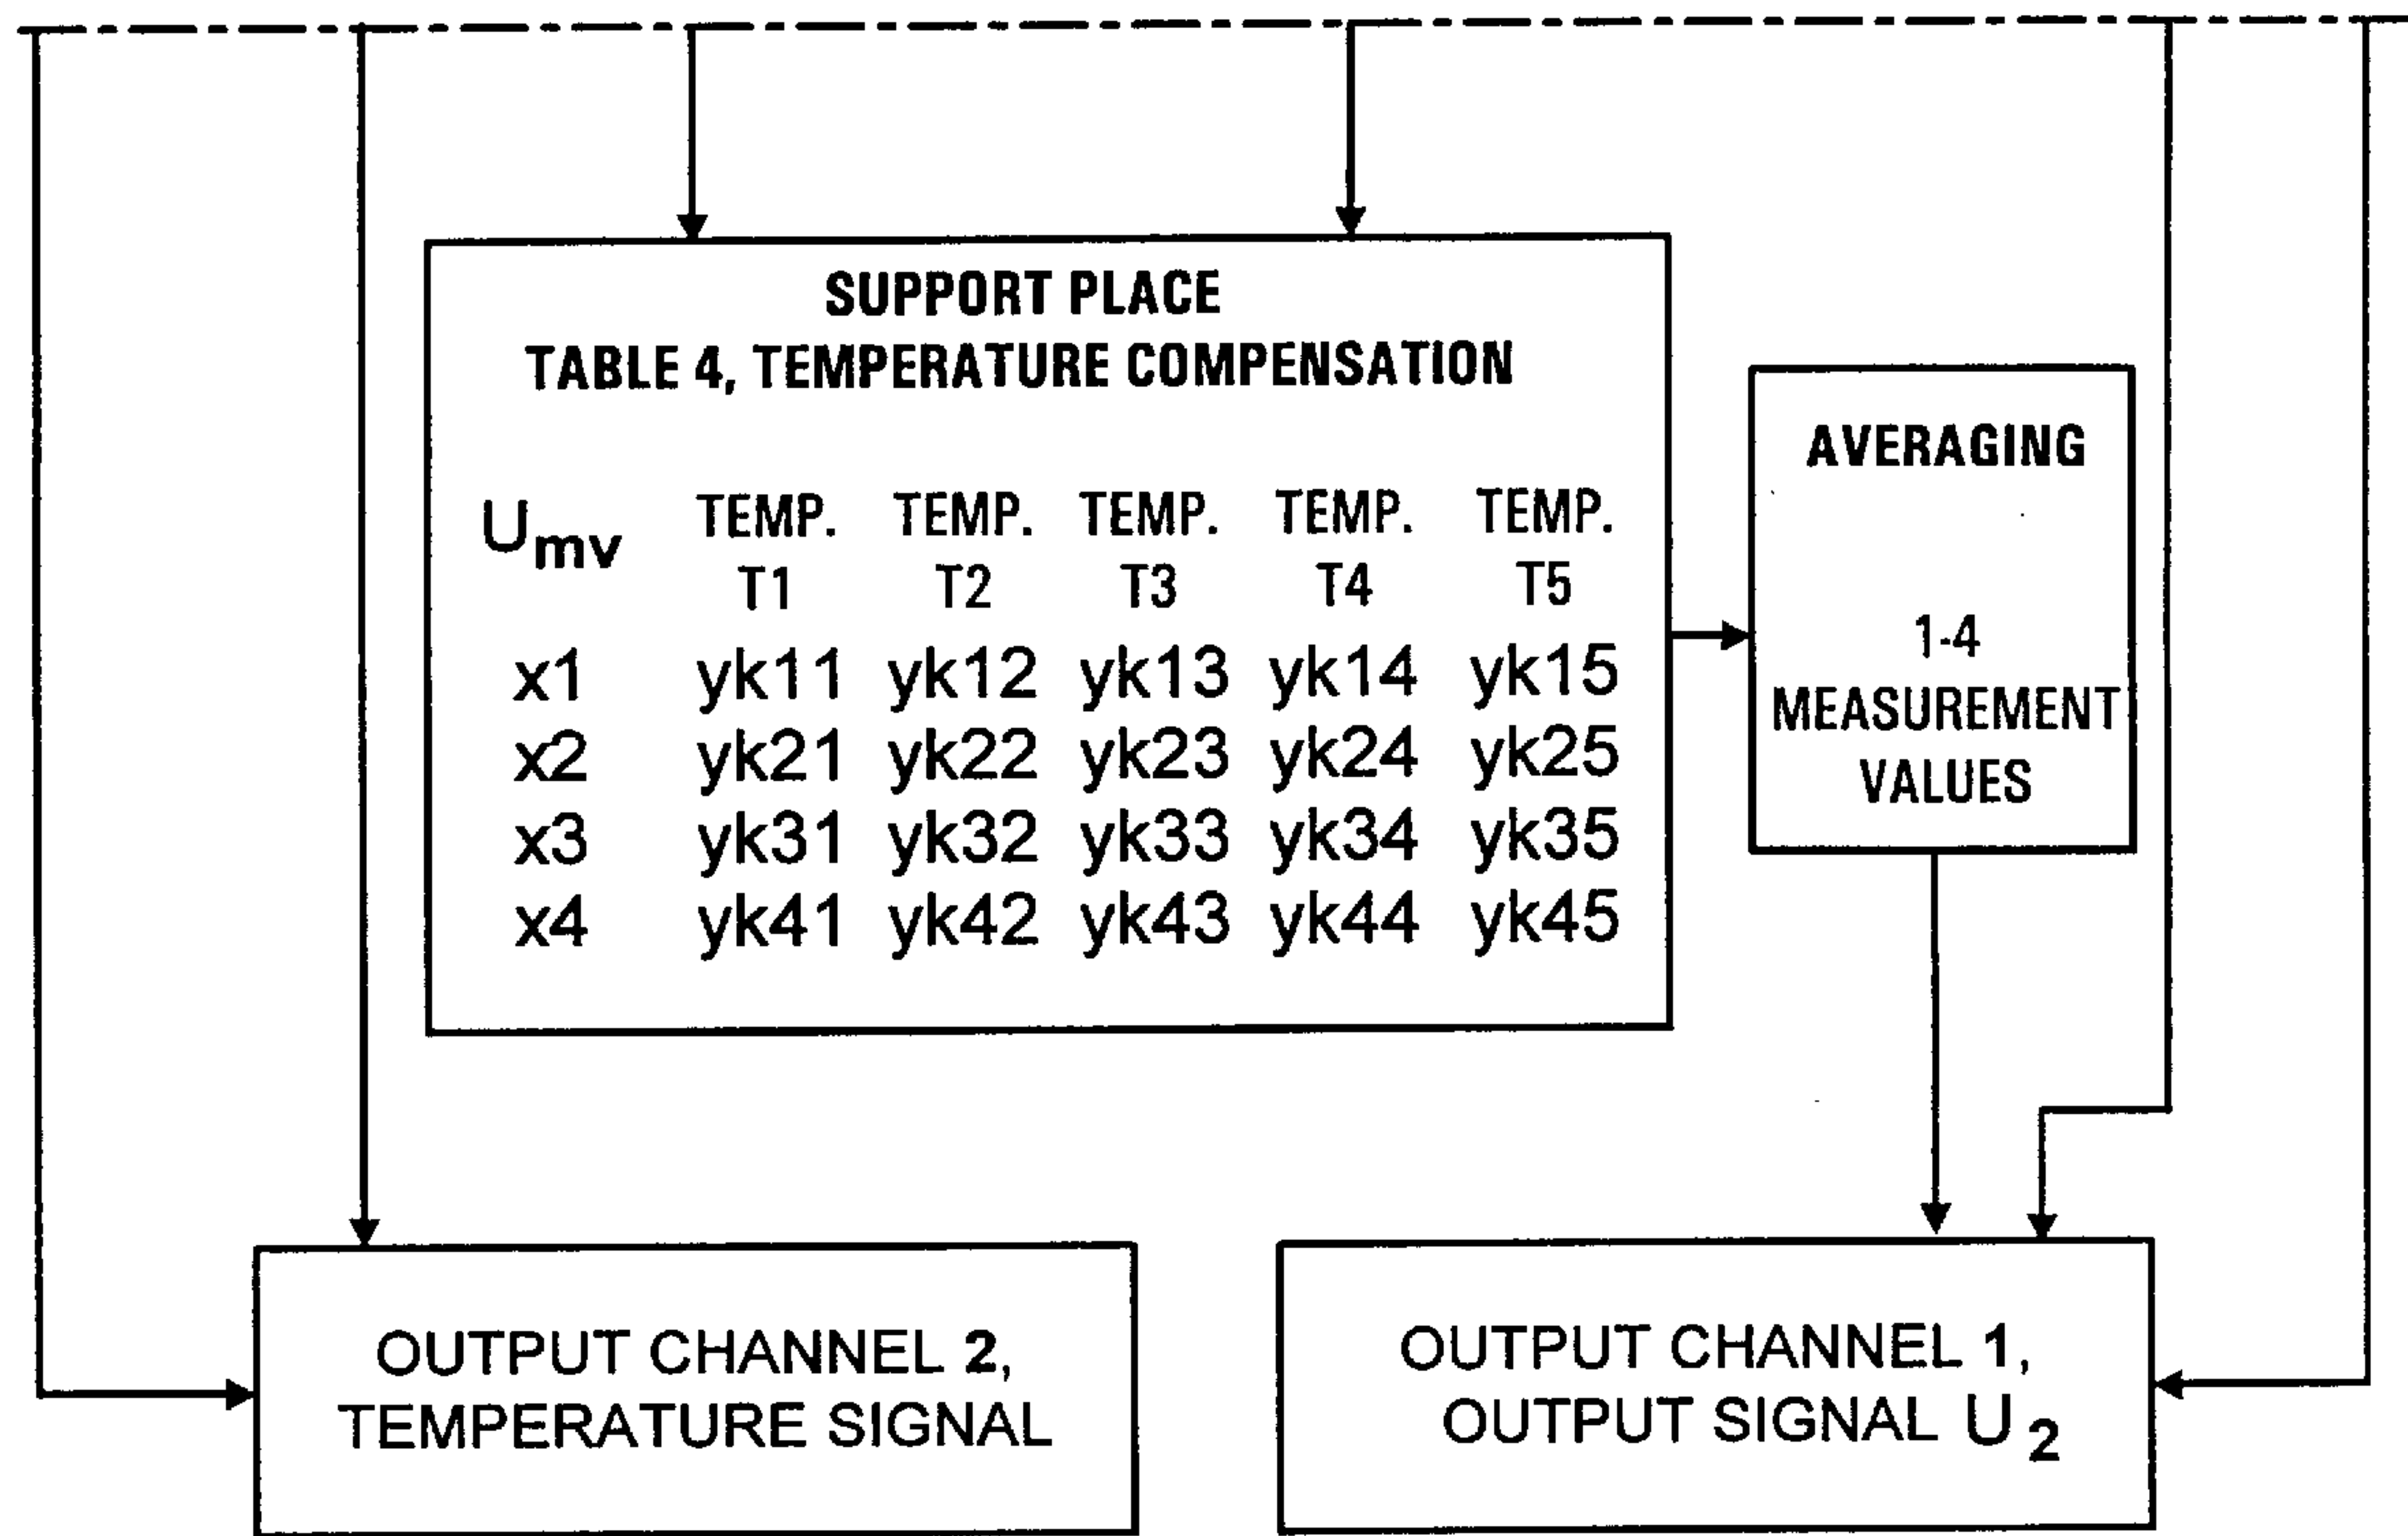 SUPPORT PLACE
TABLE 4, TEMPERATURE COMPENSATION
Umv TEMP. TEMP. TEMP. TEMP. TEMP.
T1 T2 T3 T4 T5
x1 yk11 yk12 yk13 yk14 yk15
x2 yk21 yk22 yk23 yk24 yk25
x3 yk31 yk32 yk33 yk34 yk35
x4 yk41 yk42 yk43 yk44 yk45
AVERAGING
1-4
MEASUREMENT
VALUES
OUTPUT CHANNEL 2,
TEMPERATURE SIGNAL
OUTPUT CHANNEL 1,
OUTPUT SIGNAL U2